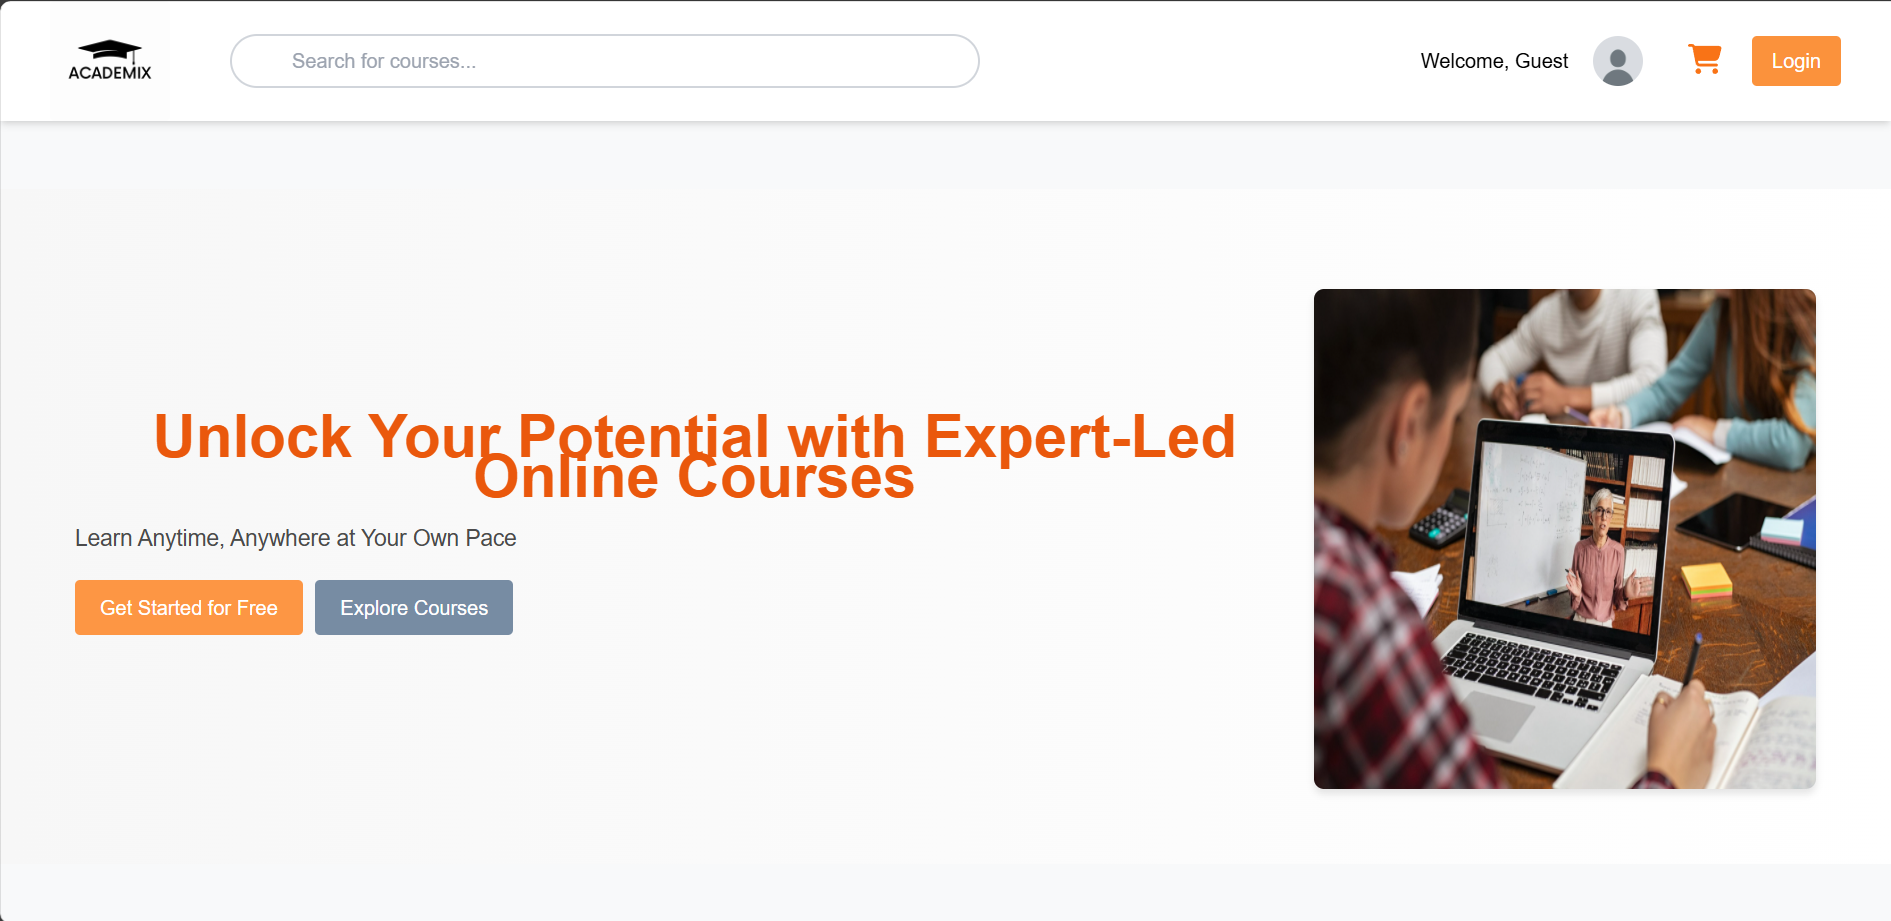 ACADEMIX
Search for courses...
Welcome, Guest
Login
Unlock Your Potential with Expert-Led
Online Courses
Learn Anytime, Anywhere at Your Own Pace
Get Started for Free
Explore Courses